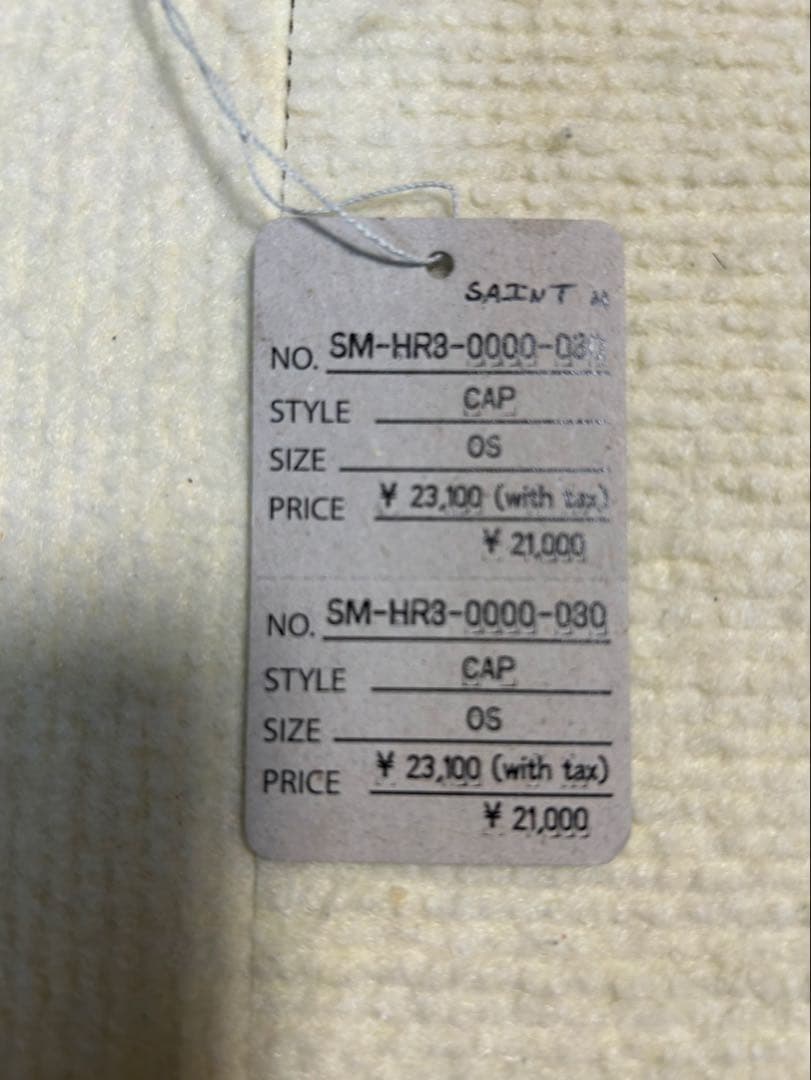 SAINT
NO. SM-HR3-0000-030
STYLE CAP
SIZE OS
PRICE ¥ 23,100 (with tax)
¥ 21,000
NO. SM-HR3-0000-030
STYLE CAP
SIZE OS
PRICE ¥ 23,100 (with tax)
¥ 21,000